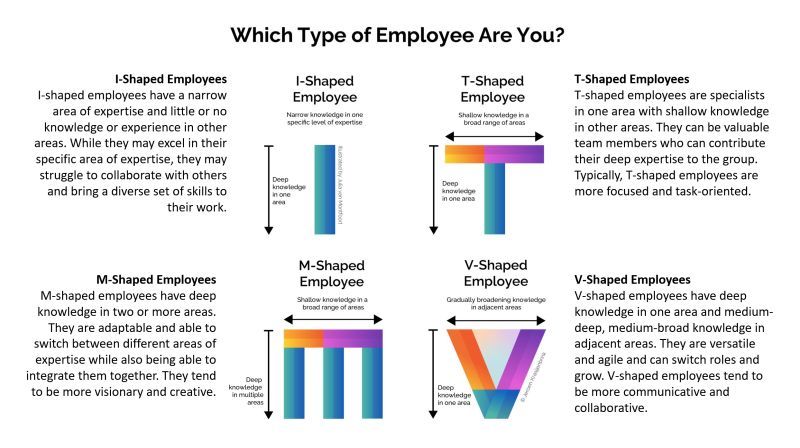 Which Type of Employee Are You?
I-Shaped Employees
I-shaped employees have a narrow
area of expertise and little or no
knowledge or experience in other
areas. While they may excel in their
specific area of expertise, they may
struggle to collaborate with others
and bring a diverse set of skills to
their work.
I-Shaped
Employee
Narrow knowledge in one
specific level of expertise
Deep
knowledge
in one
area
Illustrated by Julia von Montfoort
T-Shaped
Employee
Shallow knowledge in a
broad range of areas
Deep
knowledge
in one area
T-Shaped Employees
T-shaped employees are specialists
in one area with shallow knowledge
in other areas. They can be valuable
team members who can contribute
their deep expertise to the group.
Typically, T-shaped employees are
more focused and task-oriented.
M-Shaped Employees
M-shaped employees have deep
knowledge in two or more areas.
They are adaptable and able to
switch between different areas of
expertise while also being able to
integrate them together. They tend
to be more visionary and creative.
M-Shaped
Employee
Shallow knowledge in a
broad range of areas
Deep
knowledge
in multiple
areas
V-Shaped
Employee
Gradually broadening knowledge
in adjacent areas
Deep
knowledge
in one area
© Jeroen
V-Shaped Employees
V-shaped employees have deep
knowledge in one area and medium-
deep, medium-broad knowledge in
adjacent areas. They are versatile
and agile and can switch roles and
grow. V-shaped employees tend to
be more communicative and
collaborative.